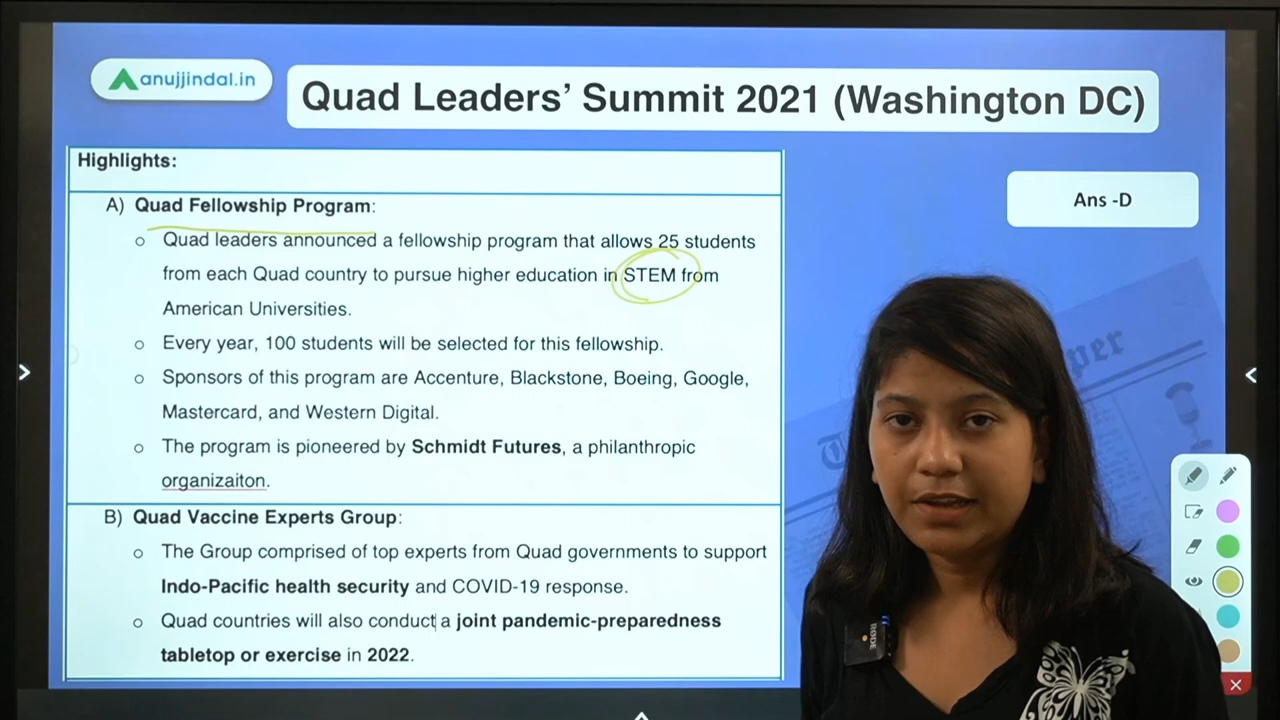 anujjindal.in
Quad Leaders' Summit 2021 (Washington DC)
Highlights:
Ans -D
A) Quad Fellowship Program:
o Quad leaders announced a fellowship program that allows 25 students
from each Quad country to pursue higher education in STEM from
American Universities.
o Every year, 100 students will be selected for this fellowship.
o Sponsors of this program are Accenture, Blackstone, Boeing, Google,
Mastercard, and Western Digital.
o The program is pioneered by Schmidt Futures, a philanthropic
organizaiton.
B) Quad Vaccine Experts Group:
o The Group comprised of top experts from Quad governments to support
Indo-Pacific health security and COVID-19 response.
o Quad countries will also conduct a joint pandemic-preparedness
tabletop or exercise in 2022.
per
RØDE